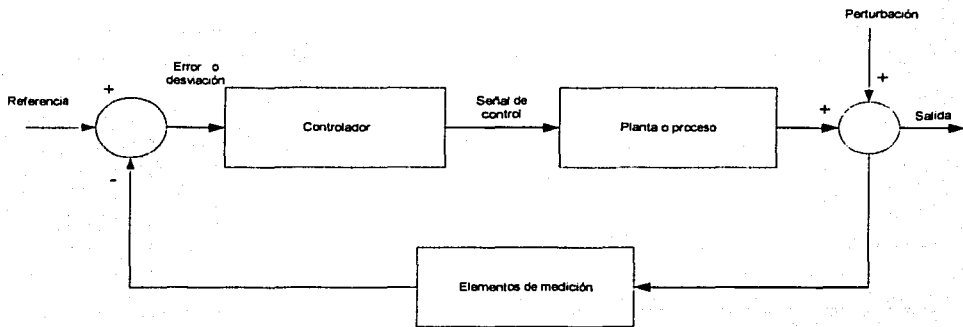 Perturbación
Error o
desviación
+
+
Referencia
Señal de
control
+
Controlador
Planta o proceso
Salida
-
Elementos de medición